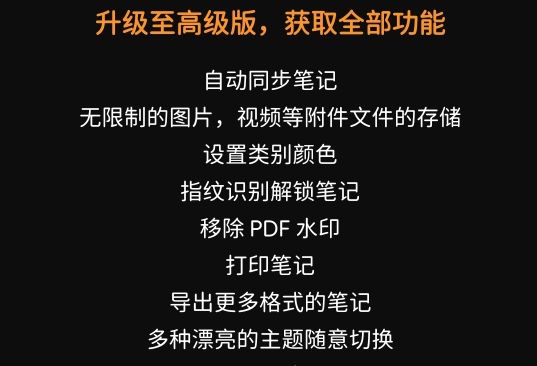 升级至高级版，获取全部功能
自动同步笔记
无限制的图片，视频等附件文件的存储
设置类别颜色
指纹识别解锁笔记
移除 PDF 水印
打印笔记
导出更多格式的笔记
多种漂亮的主题随意切换